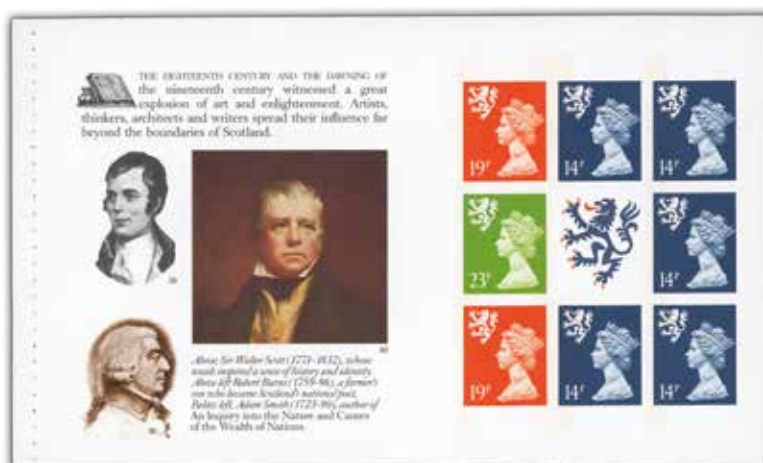 THE EIGHTEENTH CENTURY AND THE DAWNING OF
the nineteenth century witnessed a great
explosion of art and enlightenment. Artists,
thinkers, architects and writers spread their influence far
beyond the boundaries of Scotland.
Above Sir Walter Scott (1771–1832), whose
work inspired a sense of history and identity.
Above left Robert Burns (1759–96), a farmer's
son who became Scotland's national poet.
Below left, Adam Smith (1723–90), author of
An Inquiry into the Nature and Causes
of the Wealth of Nations.
19P 14P 14P
23P 14P
19P 14P 14P